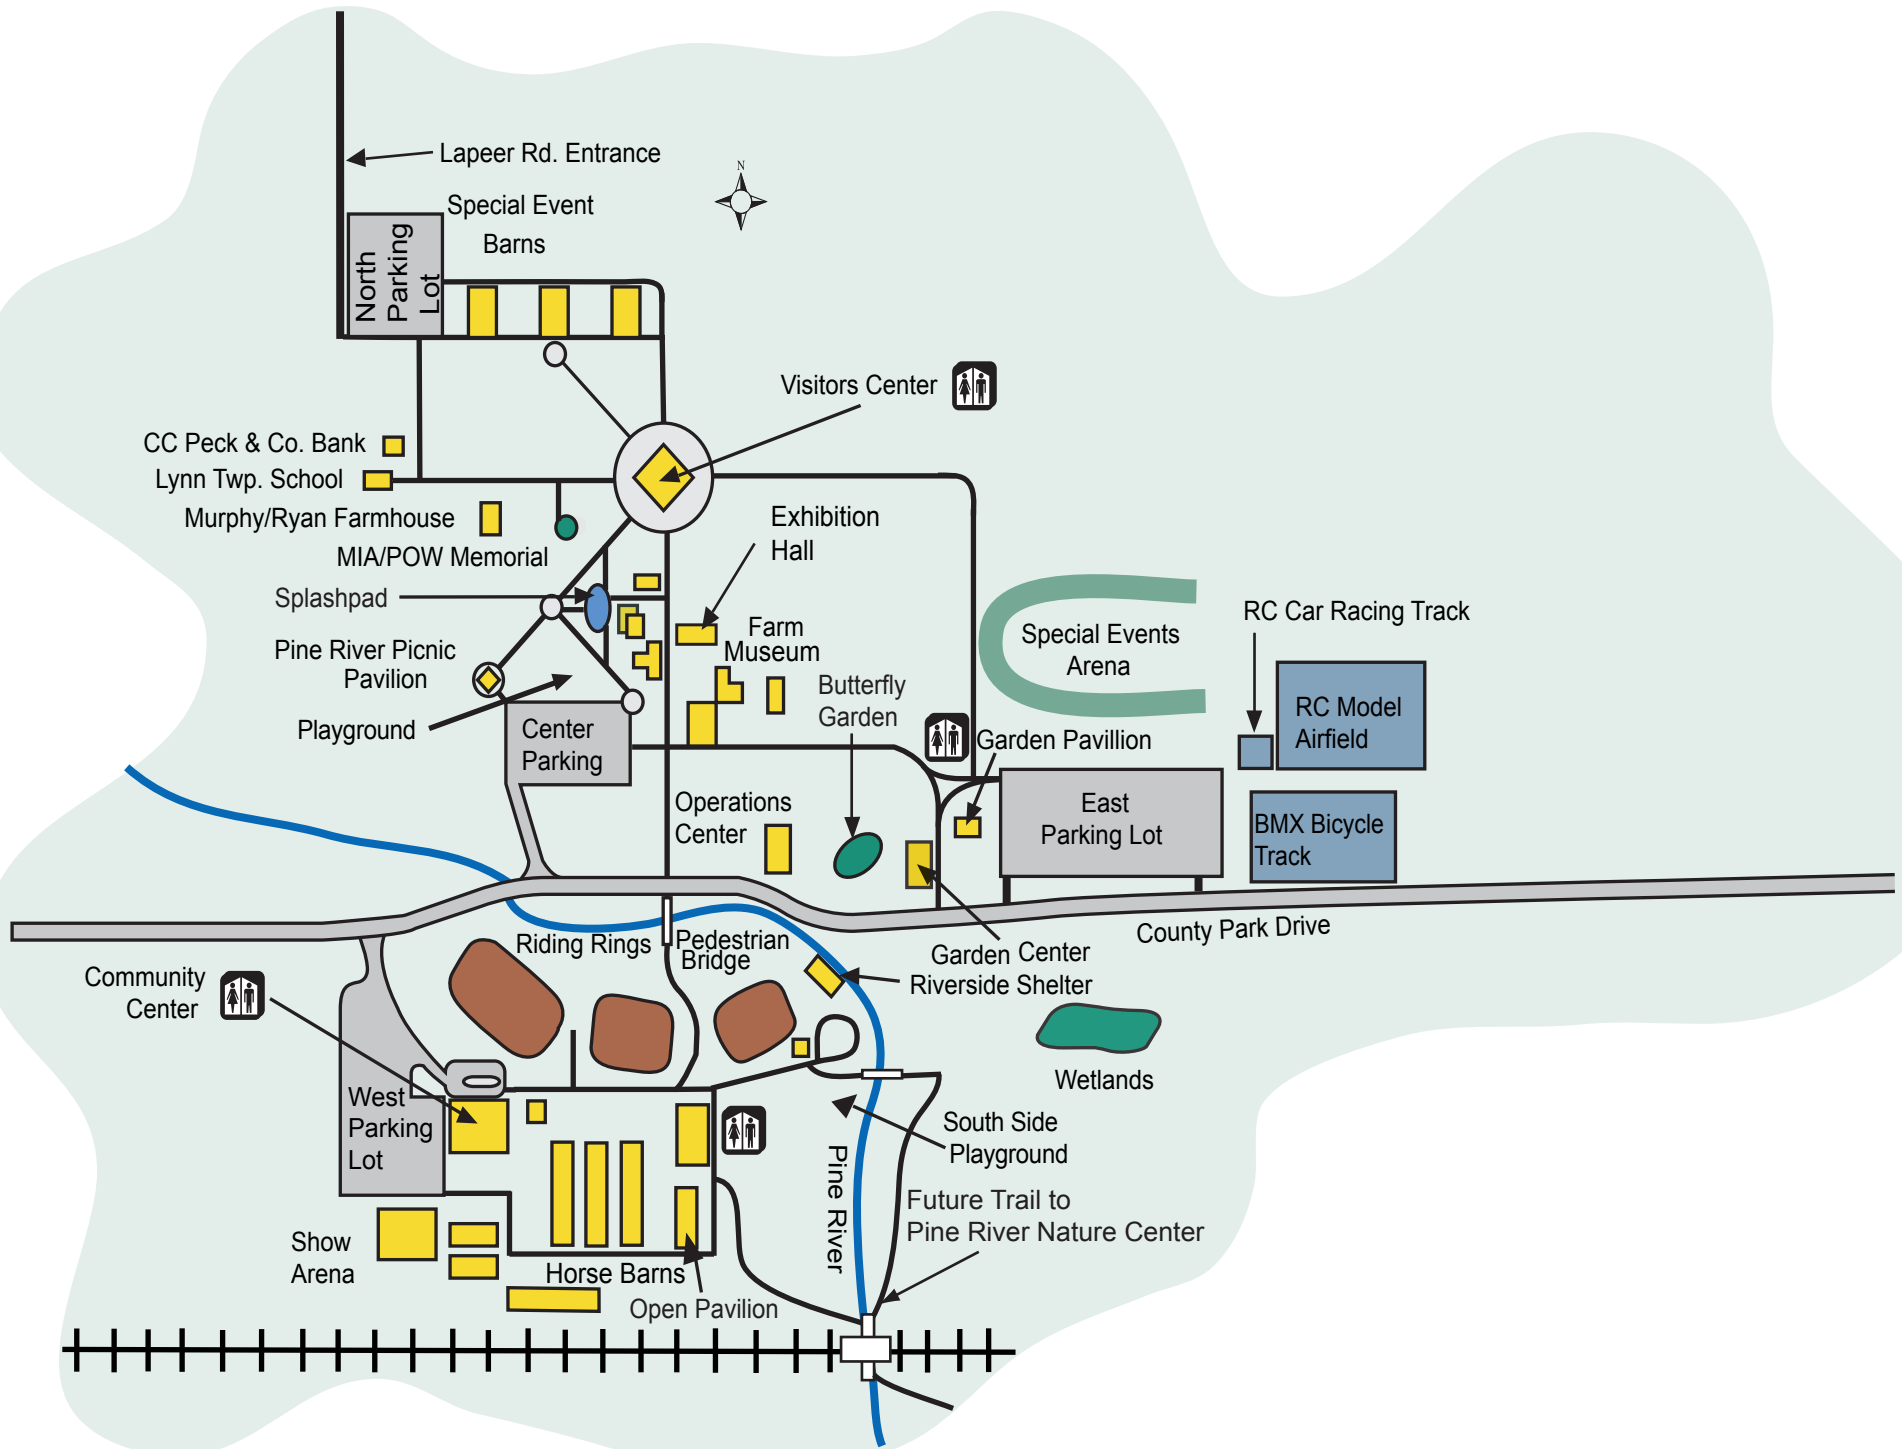 Lapeer Rd. Entrance
N
Special Event
Barns
North
Parking
Lot
Visitors Center
CC Peck & Co. Bank
Lynn Twp. School
Murphy/Ryan Farmhouse
MIA/POW Memorial
Splashpad
Exhibition
Hall
Pine River Picnic
Pavilion
Playground
Farm
Museum
Butterfly
Garden
Center
Parking
Special Events
Arena
RC Car Racing Track
RC Model
Airfield
Garden Pavillion
Operations
Center
East
Parking Lot
BMX Bicycle
Track
County Park Drive
Riding Rings
Pedestrian
Bridge
Garden Center
Riverside Shelter
Community
Center
Wetlands
West
Parking
Lot
South Side
Playground
Pine River
Future Trail to
Pine River Nature Center
Show
Arena
Horse Barns
Open Pavilion